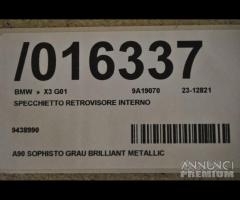 /016337
BMW » X3 G01 9A19070 23-12821
SPECCHIETTO RETROVISORE INTERNO
9438990
A90 SOPHISTO GRAU BRILLIANT METALLIC
ANNUNCI
PREMIUM